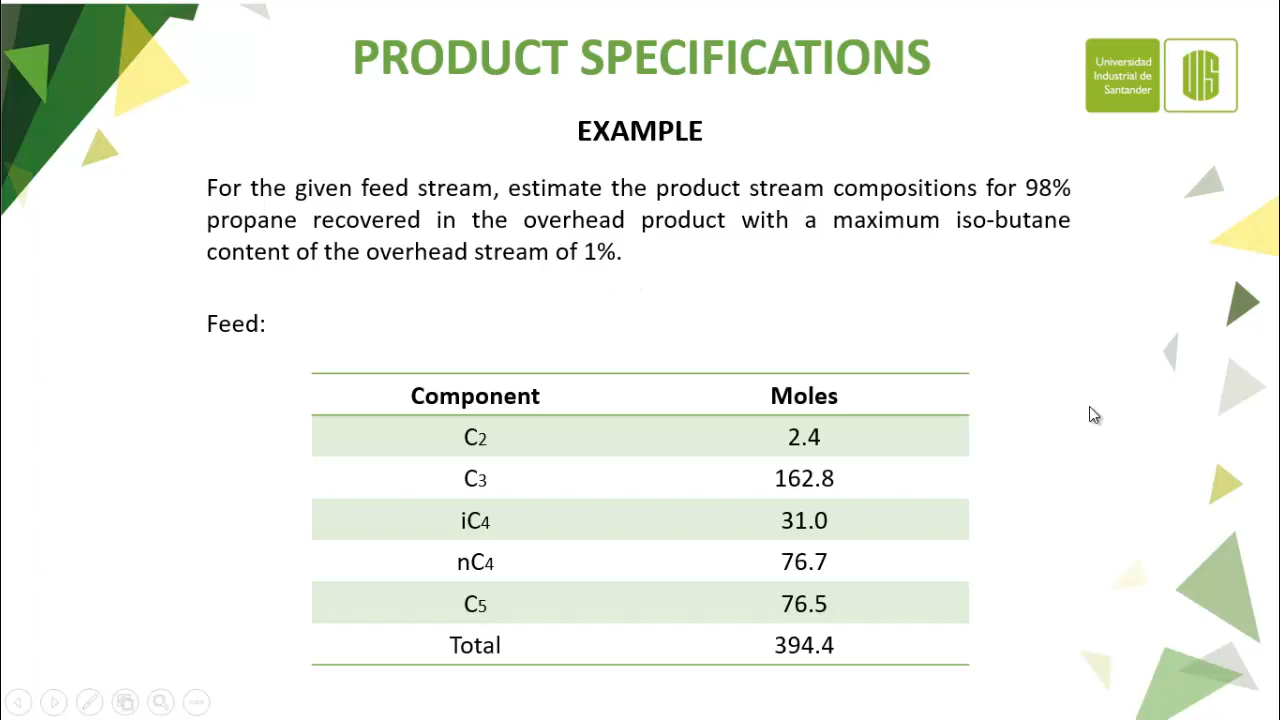 PRODUCT SPECIFICATIONS
Universidad
Industrial de
Santander
UIS
EXAMPLE
For the given feed stream, estimate the product stream compositions for 98%
propane recovered in the overhead product with a maximum iso-butane
content of the overhead stream of 1%.
Feed:
Component Moles
C2 2.4
C3 162.8
iC4 31.0
nC4 76.7
C5 76.5
Total 394.4